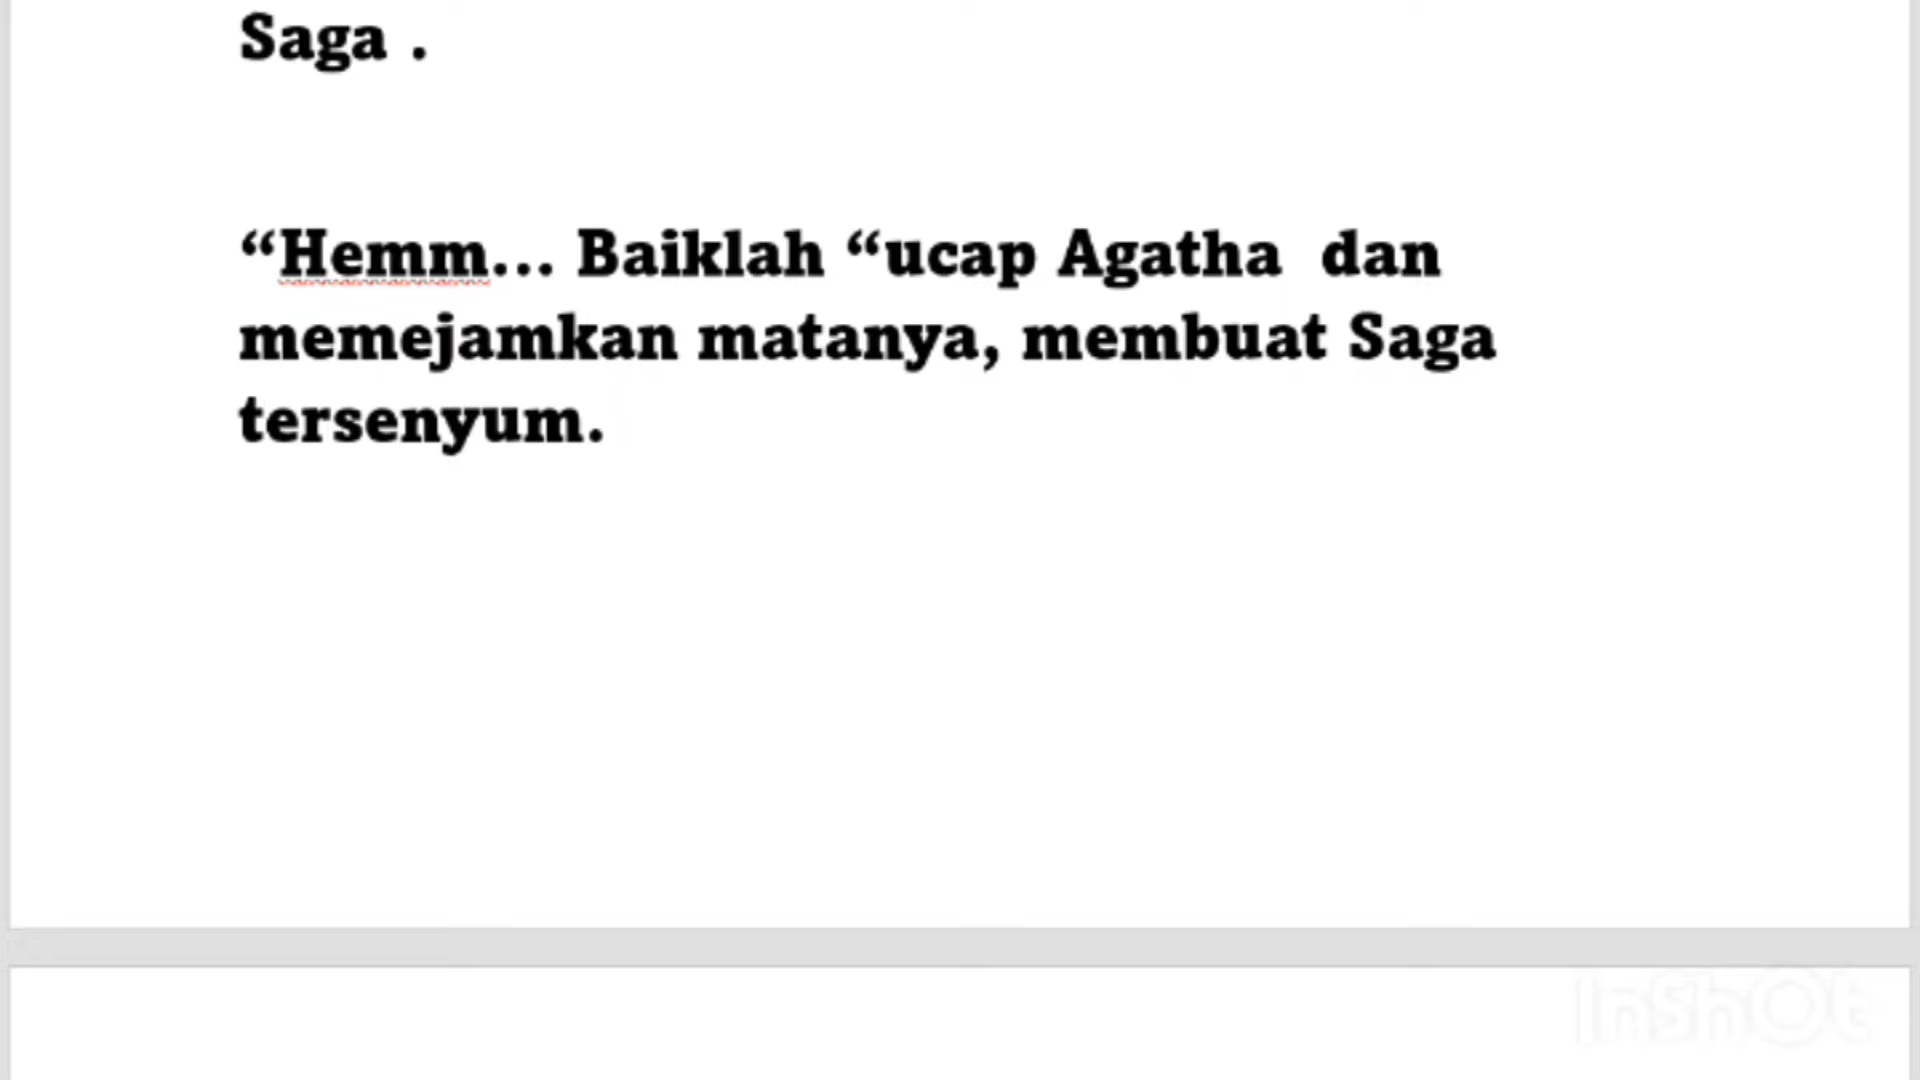 Saga .
“Hemm... Baiklah “ucap Agatha  dan
memejamkan matanya, membuat Saga
tersenyum.
InShOt